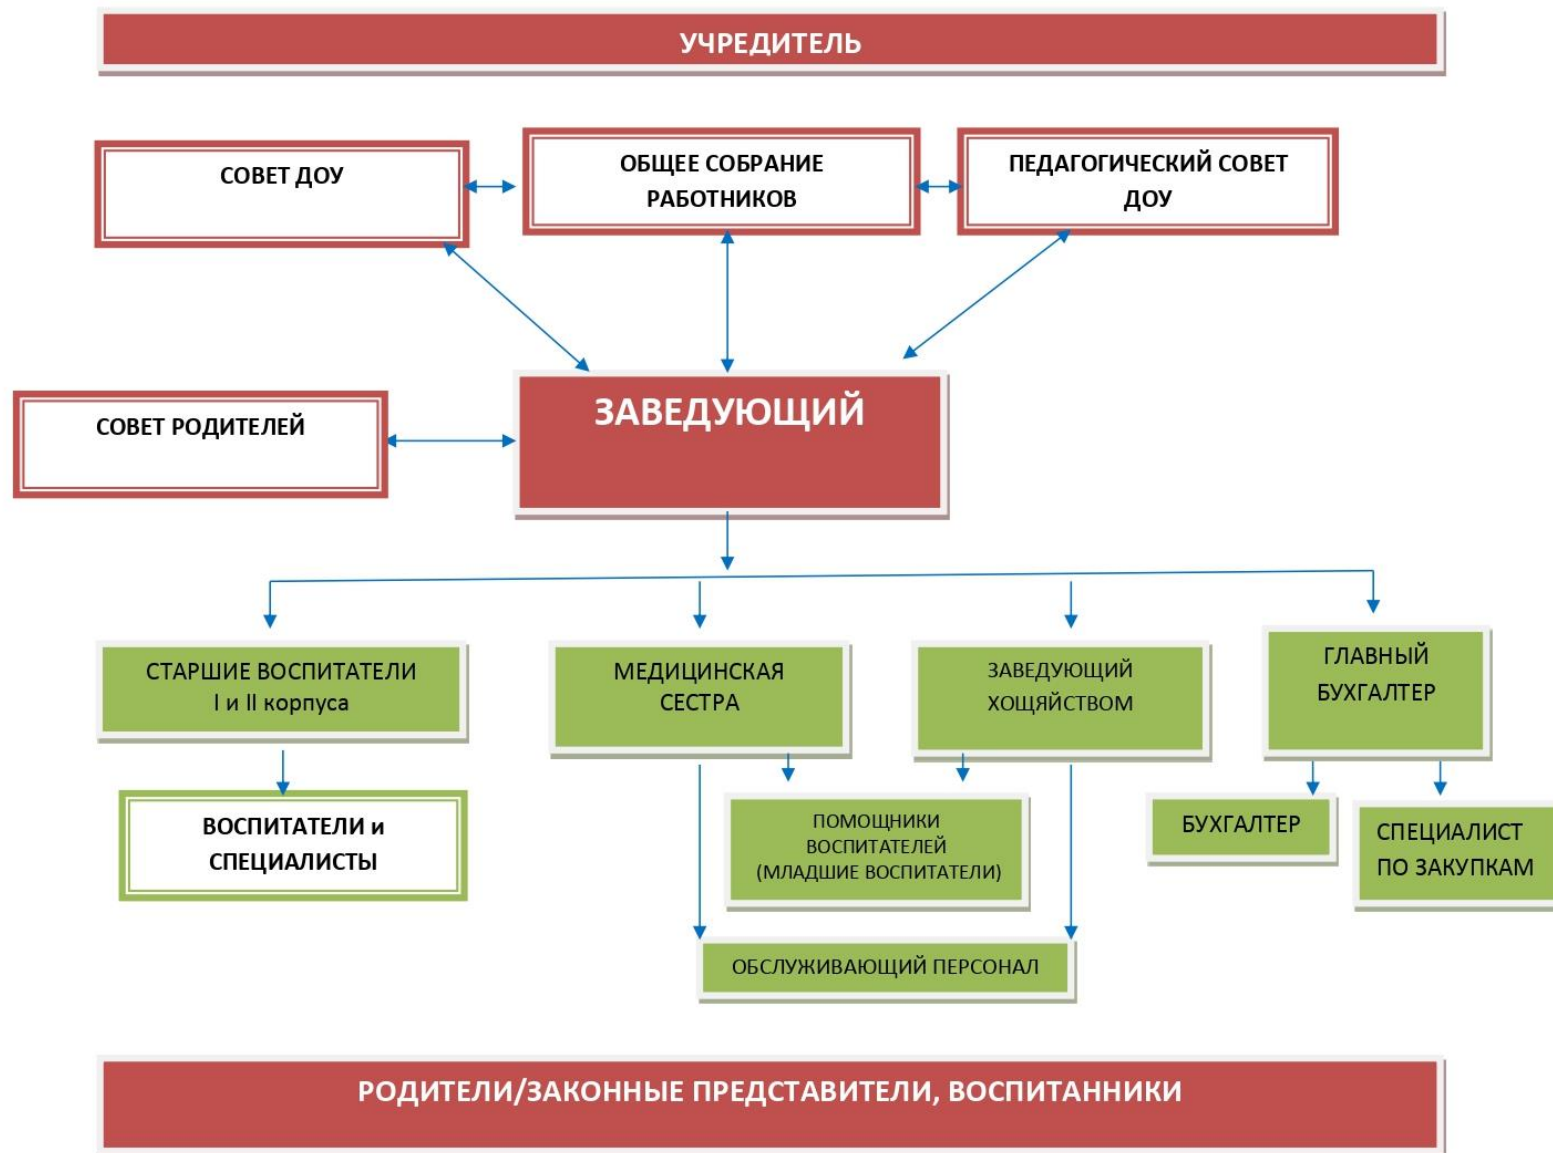 УЧРЕДИТЕЛЬ
СОВЕТ ДОУ
ОБЩЕЕ СОБРАНИЕ
РАБОТНИКОВ
ПЕДАГОГИЧЕСКИЙ СОВЕТ
ДОУ
СОВЕТ РОДИТЕЛЕЙ
ЗАВЕДУЮЩИЙ
СТАРШИЕ ВОСПИТАТЕЛИ
I и II корпуса
МЕДИЦИНСКАЯ
СЕСТРА
ЗАВЕДУЮЩИЙ
ХОЩЯЙСТВОМ
ГЛАВНЫЙ
БУХГАЛТЕР
ВОСПИТАТЕЛИ и
СПЕЦИАЛИСТЫ
ПОМОЩНИКИ
ВОСПИТАТЕЛЕЙ
(МЛАДШИЕ ВОСПИТАТЕЛИ)
БУХГАЛТЕР
СПЕЦИАЛИСТ
ПО ЗАКУПКАМ
ОБСЛУЖИВАЮЩИЙ ПЕРСОНАЛ
РОДИТЕЛИ/ЗАКОННЫЕ ПРЕДСТАВИТЕЛИ, ВОСПИТАННИКИ